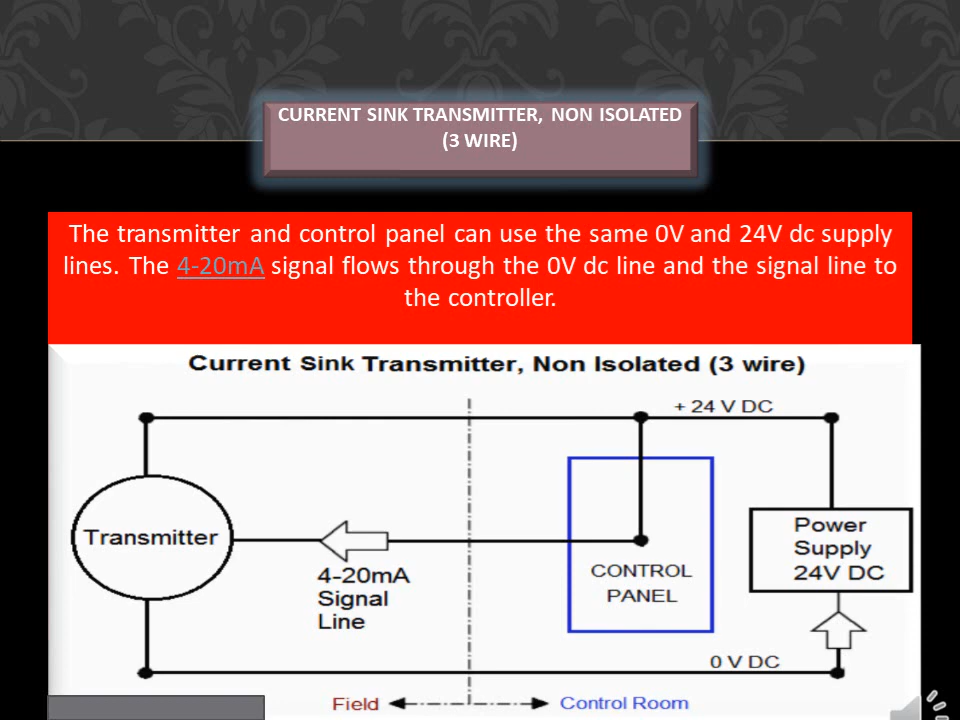 CURRENT SINK TRANSMITTER, NON ISOLATED
(3 WIRE)
The transmitter and control panel can use the same 0V and 24V dc supply
lines. The 4-20mA signal flows through the 0V dc line and the signal line to
the controller.
Current Sink Transmitter, Non Isolated (3 wire)
+ 24 V DC
Transmitter
4-20mA
Signal
Line
CONTROL
PANEL
Power
Supply
24V DC
0 V DC
Field
Control Room